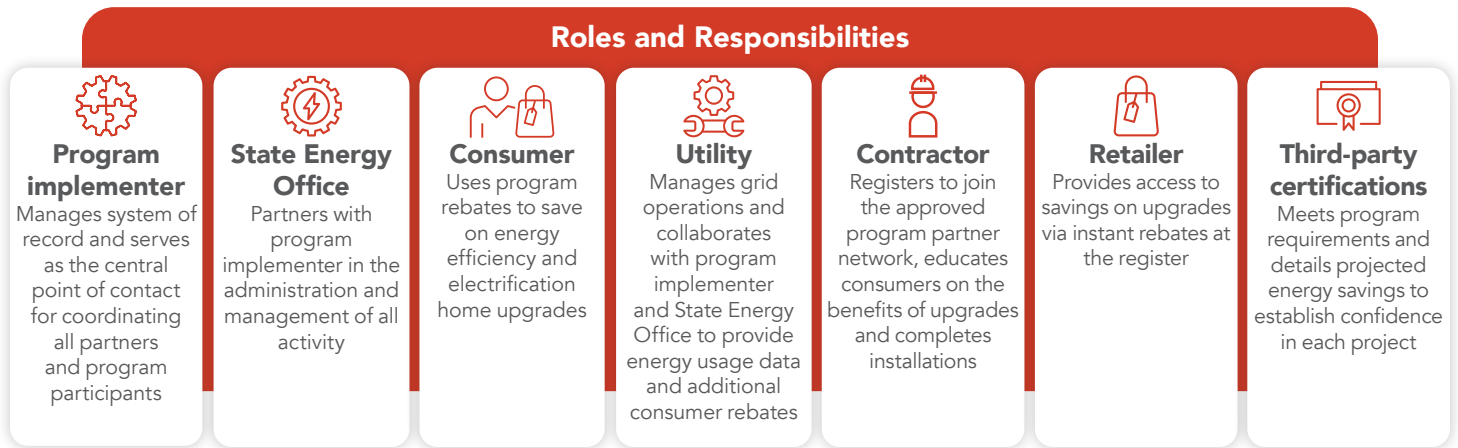 Roles and Responsibilities
Program
implementer
Manages system of
record and serves
as the central
point of contact
for coordinating
all partners
and program
participants
State Energy
Office
Partners with
program
implementer in the
administration and
management of all
activity
Consumer
Uses program
rebates to save
on energy
efficiency and
electrification
home upgrades
Utility
Manages grid
operations and
collaborates
with program
implementer
and State Energy
Office to provide
energy usage data
and additional
consumer rebates
Contractor
Registers to join
the approved
program partner
network, educates
consumers on the
benefits of upgrades
and completes
installations
Retailer
Provides access to
savings on upgrades
via instant rebates at
the register
Third-party
certifications
Meets program
requirements and
details projected
energy savings to
establish confidence
in each project